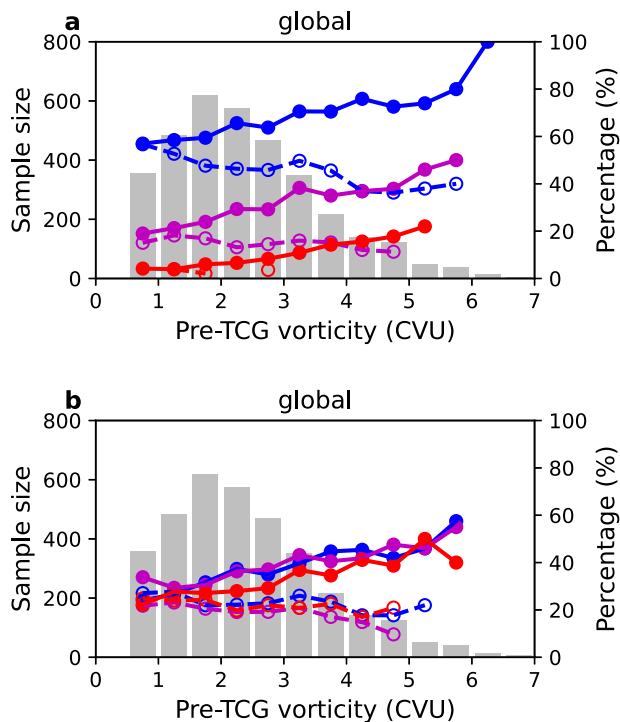 a
global
800
600
400
200
0
100
80
60
40
20
0
Sample size
Percentage (%)
0 1 2 3 4 5 6 7
Pre-TCG vorticity (CVU)
b
global
800
600
400
200
0
100
80
60
40
20
0
Sample size
Percentage (%)
0 1 2 3 4 5 6 7
Pre-TCG vorticity (CVU)